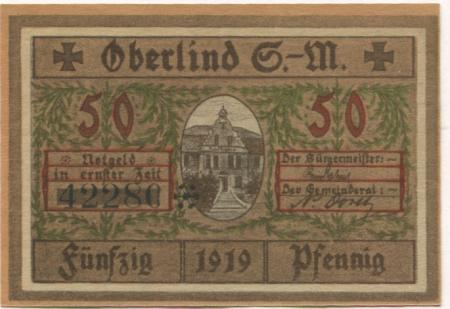 Oberlind S.-M.
50 50
Notgeld
in ernster Zeit
42280
Der Bürgermeister:
Der Gemeinderat:
Fünfzig 1919 Pfennig